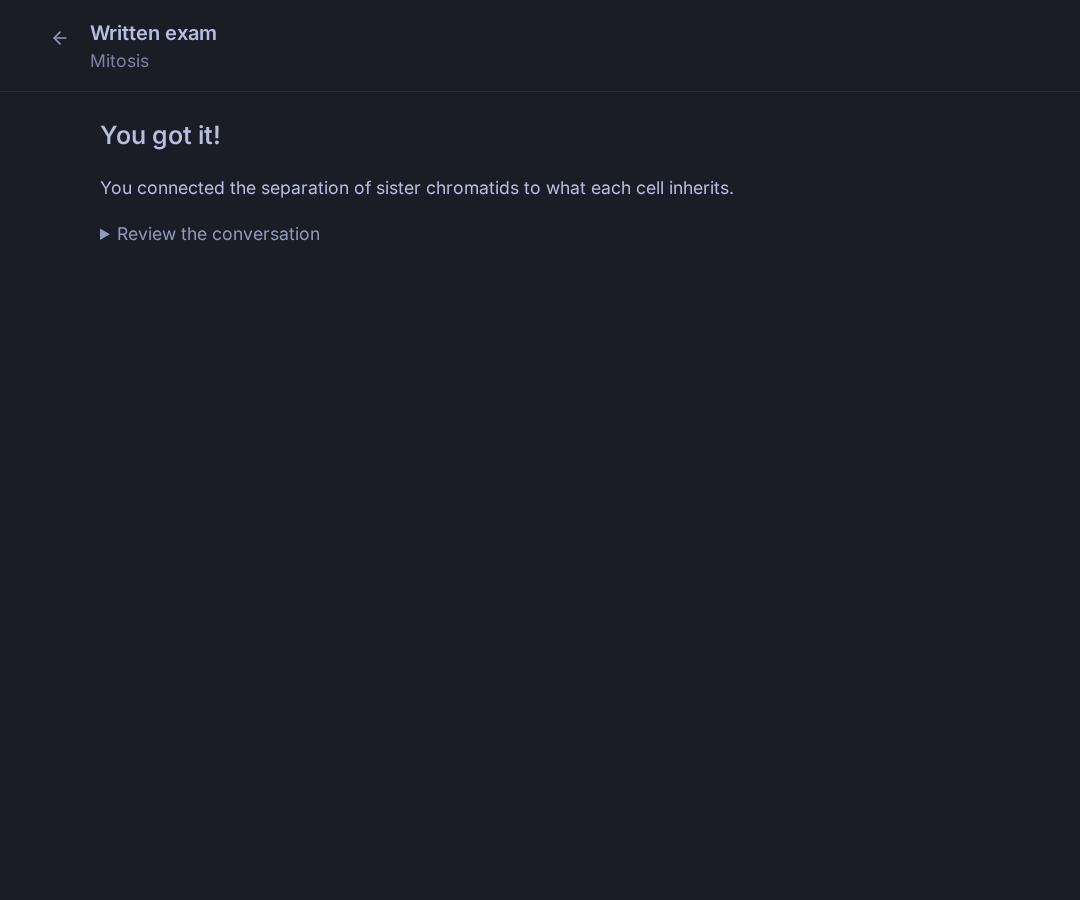 Written exam
Mitosis
You got it!
You connected the separation of sister chromatids to what each cell inherits.
Review the conversation